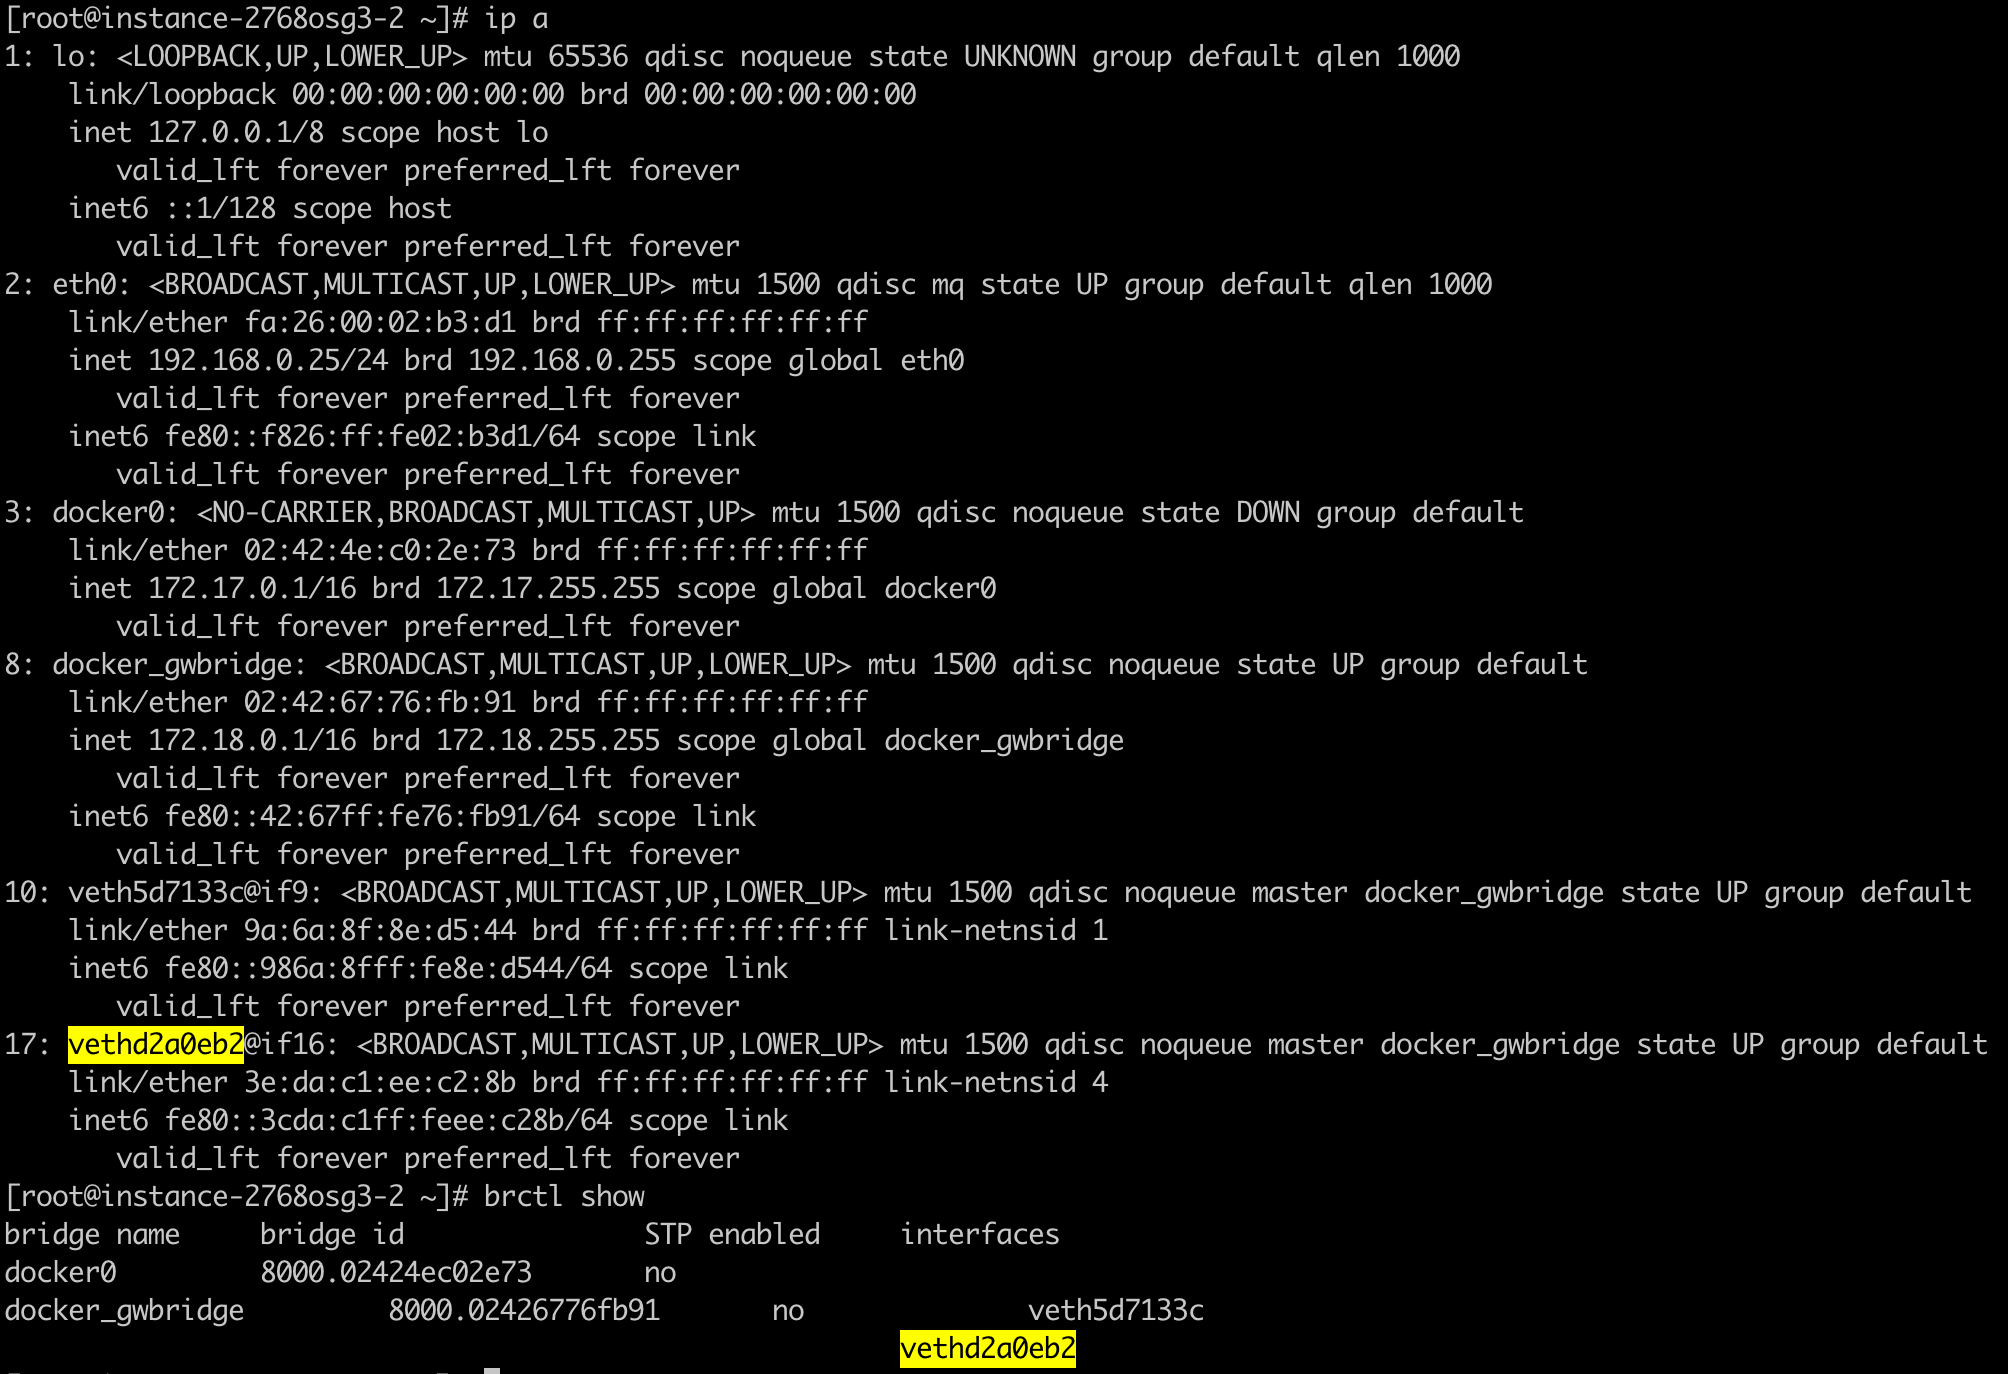 [root@instance-2768osg3-2 ~]# ip a
1: lo: <LOOPBACK,UP,LOWER_UP> mtu 65536 qdisc noqueue state UNKNOWN group default qlen 1000
    link/loopback 00:00:00:00:00:00 brd 00:00:00:00:00:00
    inet 127.0.0.1/8 scope host lo
       valid_lft forever preferred_lft forever
    inet6 ::1/128 scope host
       valid_lft forever preferred_lft forever
2: eth0: <BROADCAST,MULTICAST,UP,LOWER_UP> mtu 1500 qdisc mq state UP group default qlen 1000
    link/ether fa:26:00:02:b3:d1 brd ff:ff:ff:ff:ff:ff
    inet 192.168.0.25/24 brd 192.168.0.255 scope global eth0
       valid_lft forever preferred_lft forever
    inet6 fe80::f826:ff:fe02:b3d1/64 scope link
       valid_lft forever preferred_lft forever
3: docker0: <NO-CARRIER,BROADCAST,MULTICAST,UP> mtu 1500 qdisc noqueue state DOWN group default
    link/ether 02:42:4e:c0:2e:73 brd ff:ff:ff:ff:ff:ff
    inet 172.17.0.1/16 brd 172.17.255.255 scope global docker0
       valid_lft forever preferred_lft forever
8: docker_gwbridge: <BROADCAST,MULTICAST,UP,LOWER_UP> mtu 1500 qdisc noqueue state UP group default
    link/ether 02:42:67:76:fb:91 brd ff:ff:ff:ff:ff:ff
    inet 172.18.0.1/16 brd 172.18.255.255 scope global docker_gwbridge
       valid_lft forever preferred_lft forever
    inet6 fe80::42:67ff:fe76:fb91/64 scope link
       valid_lft forever preferred_lft forever
10: veth5d7133c@if9: <BROADCAST,MULTICAST,UP,LOWER_UP> mtu 1500 qdisc noqueue master docker_gwbridge state UP group default
    link/ether 9a:6a:8f:8e:d5:44 brd ff:ff:ff:ff:ff:ff link-netnsid 1
    inet6 fe80::986a:8fff:fe8e:d544/64 scope link
       valid_lft forever preferred_lft forever
17: vethd2a0eb2@if16: <BROADCAST,MULTICAST,UP,LOWER_UP> mtu 1500 qdisc noqueue master docker_gwbridge state UP group default
    link/ether 3e:da:c1:ee:c2:8b brd ff:ff:ff:ff:ff:ff link-netnsid 4
    inet6 fe80::3cda:c1ff:feee:c28b/64 scope link
       valid_lft forever preferred_lft forever
[root@instance-2768osg3-2 ~]# brctl show
bridge name     bridge id               STP enabled     interfaces
docker0         8000.02424ec02e73       no
docker_gwbridge         8000.02426776fb91       no              veth5d7133c
                                                        vethd2a0eb2